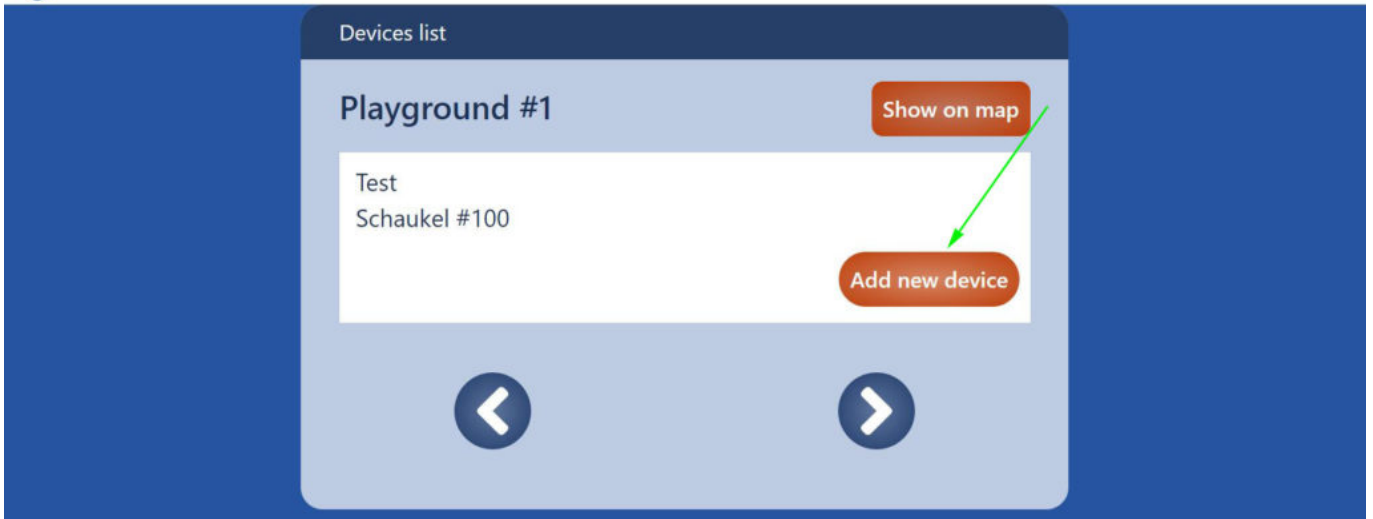 Devices list
Playground #1
Show on map
Test
Schaukel #100
Add new device